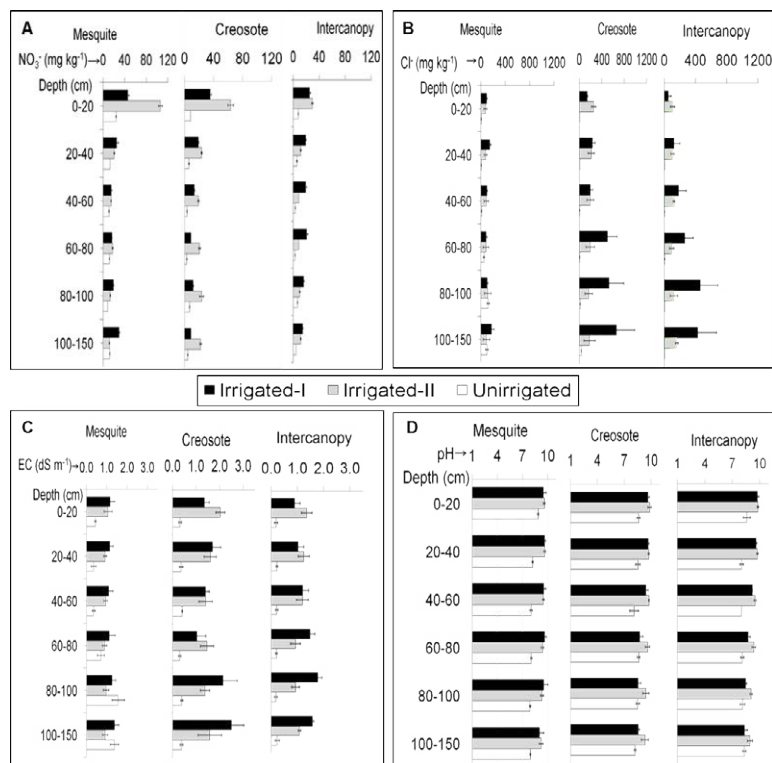 A
Mesquite
Creosote
Intercanopy
NO₃⁻ (mg kg⁻¹)→0 40 80 120
0 40 80 120
0 40 80 120
Depth (cm)
0-20
20-40
40-60
60-80
80-100
100-150
B
Mesquite
Creosote
Intercanopy
Cl⁻ (mg kg⁻¹) →0 400 800 1200
0 400 800 1200
0 400 800 1200
Depth (cm)
0-20
20-40
40-60
60-80
80-100
100-150
Irrigated-I Irrigated-II Unirrigated
C
Mesquite
Creosote
Intercanopy
EC (dS m⁻¹)→0.0 1.0 2.0 3.0
0.0 1.0 2.0 3.0
0.0 1.0 2.0 3.0
Depth (cm)
0-20
20-40
40-60
60-80
80-100
100-150
D
Mesquite
Creosote
Intercanopy
pH→ 1 4 7 10
1 4 7 10
1 4 7 10
Depth (cm)
0-20
20-40
40-60
60-80
80-100
100-150